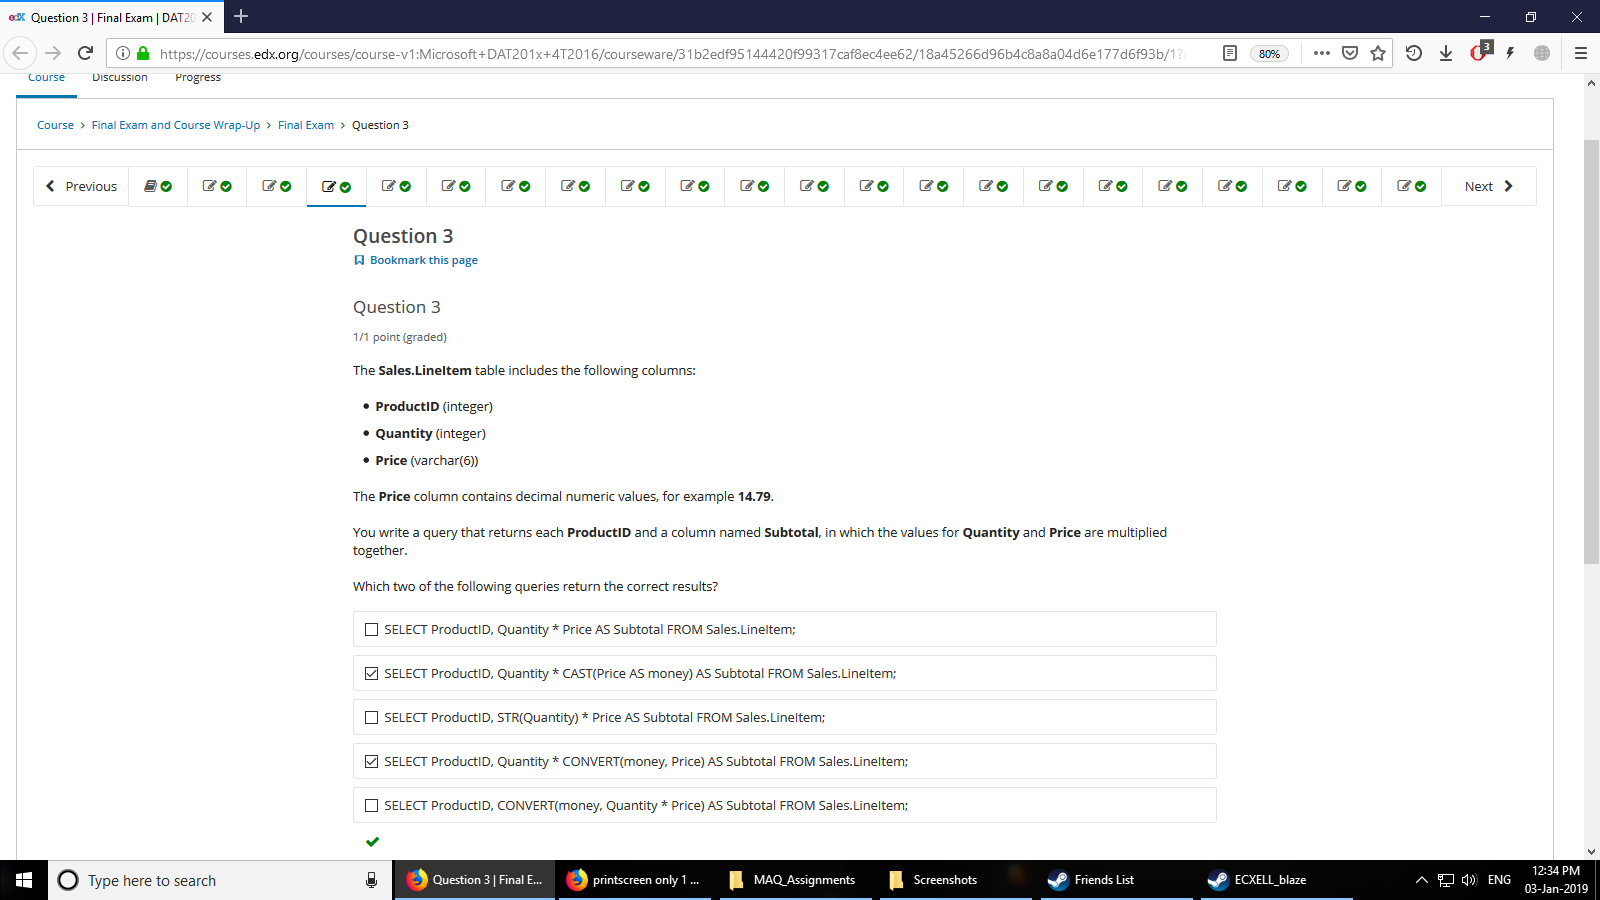 edX Question 3 | Final Exam | DAT20
https://courses.edx.org/courses/course-v1:Microsoft+DAT201x+4T2016/courseware/31b2edf95144420f99317caf8ec4ee62/18a45266d96b4c8a8a04d6e177d6f93b/1?
80%
3
Course Discussion Progress
Course > Final Exam and Course Wrap-Up > Final Exam > Question 3
Previous
Next
Question 3
Bookmark this page
Question 3
1/1 point (graded)
The Sales.LineItem table includes the following columns:
• ProductID (integer)
• Quantity (integer)
• Price (varchar(6))
The Price column contains decimal numeric values, for example 14.79.
You write a query that returns each ProductID and a column named Subtotal, in which the values for Quantity and Price are multiplied
together.
Which two of the following queries return the correct results?
SELECT ProductID, Quantity * Price AS Subtotal FROM Sales.LineItem;
SELECT ProductID, Quantity * CAST(Price AS money) AS Subtotal FROM Sales.LineItem;
SELECT ProductID, STR(Quantity) * Price AS Subtotal FROM Sales.LineItem;
SELECT ProductID, Quantity * CONVERT(money, Price) AS Subtotal FROM Sales.LineItem;
SELECT ProductID, CONVERT(money, Quantity * Price) AS Subtotal FROM Sales.LineItem;
Type here to search
Question 3 | Final E...
printscreen only 1 ...
MAQ_Assignments
Screenshots
Friends List
ECXELL_blaze
ENG
12:34 PM
03-Jan-2019